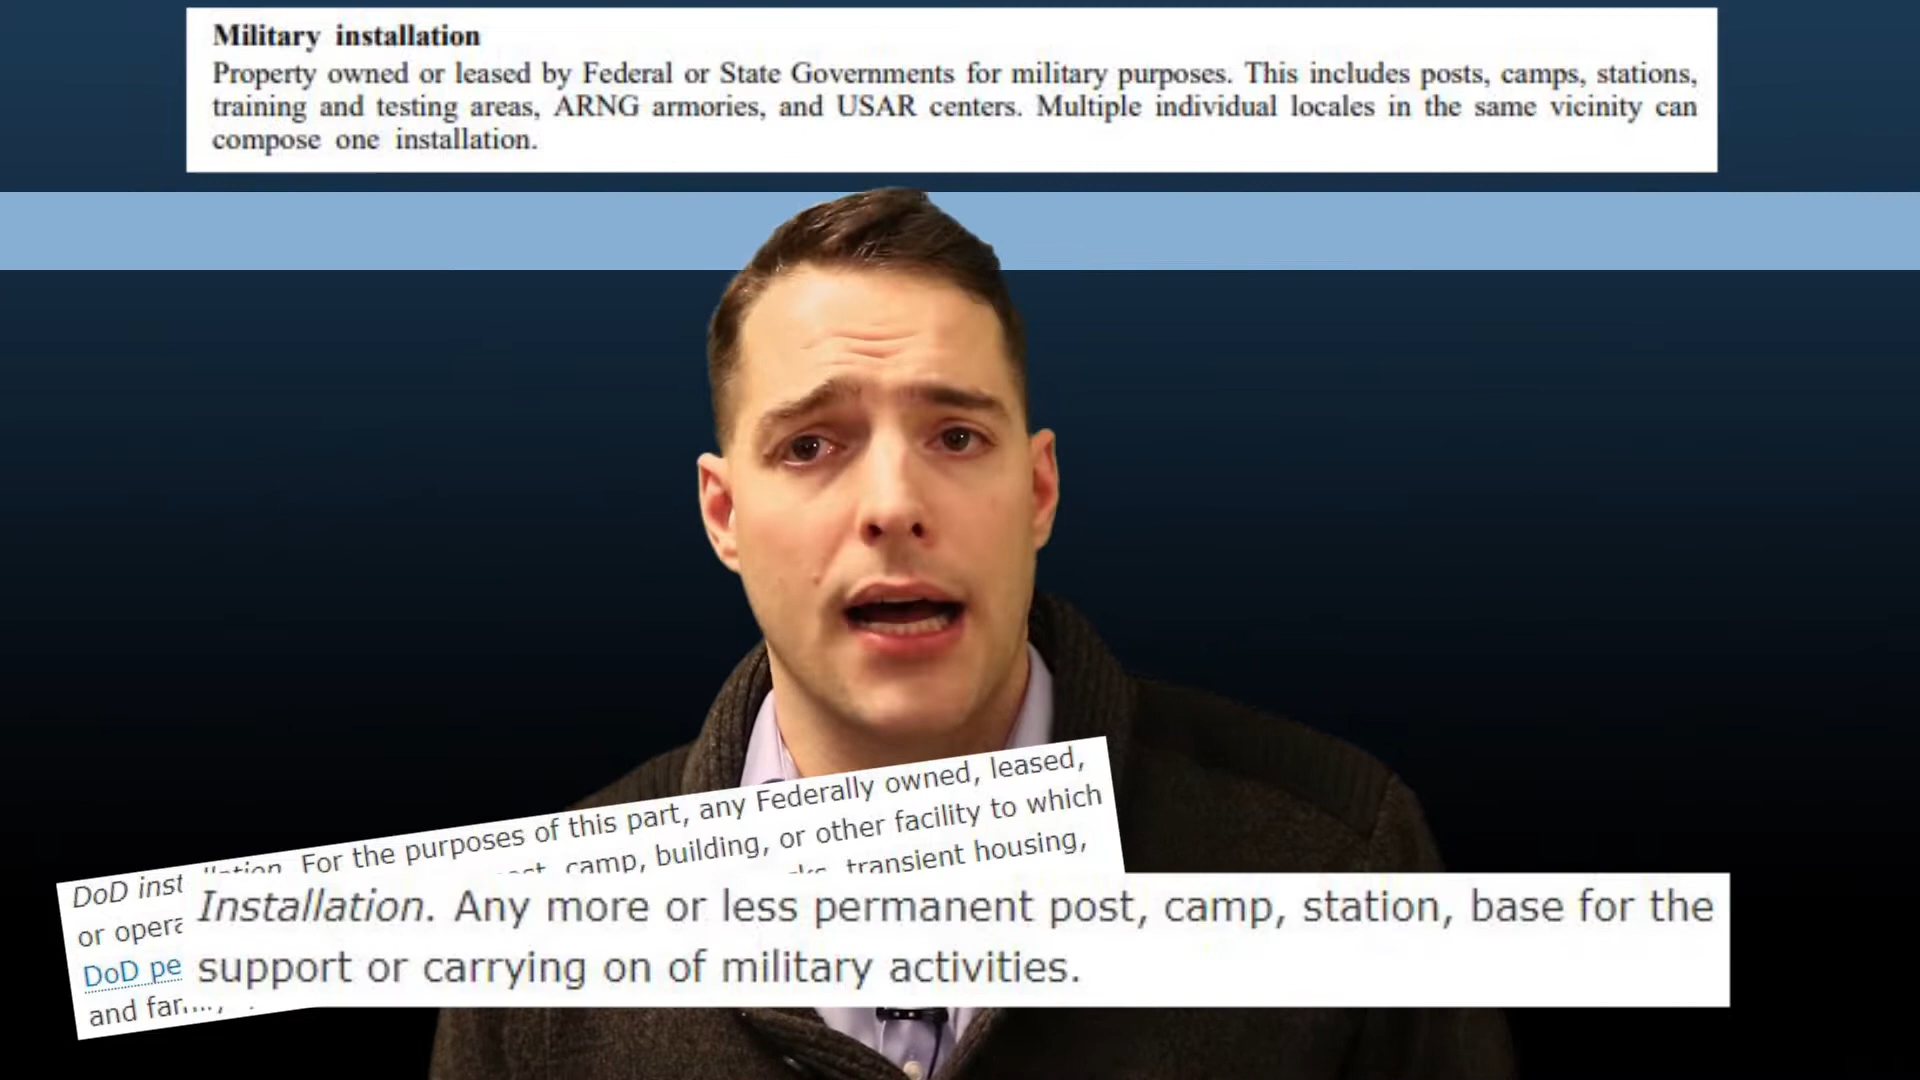 Military installation
Property owned or leased by Federal or State Governments for military purposes. This includes posts, camps, stations,
training and testing areas, ARNG armories, and USAR centers. Multiple individual locales in the same vicinity can
compose one installation.
DoD For the purposes of this part, any Federally owned, leased,
or camp, building, or other facility to which
DoD transient housing,
and
Installation. Any more or less permanent post, camp, station, base for the
support or carrying on of military activities.